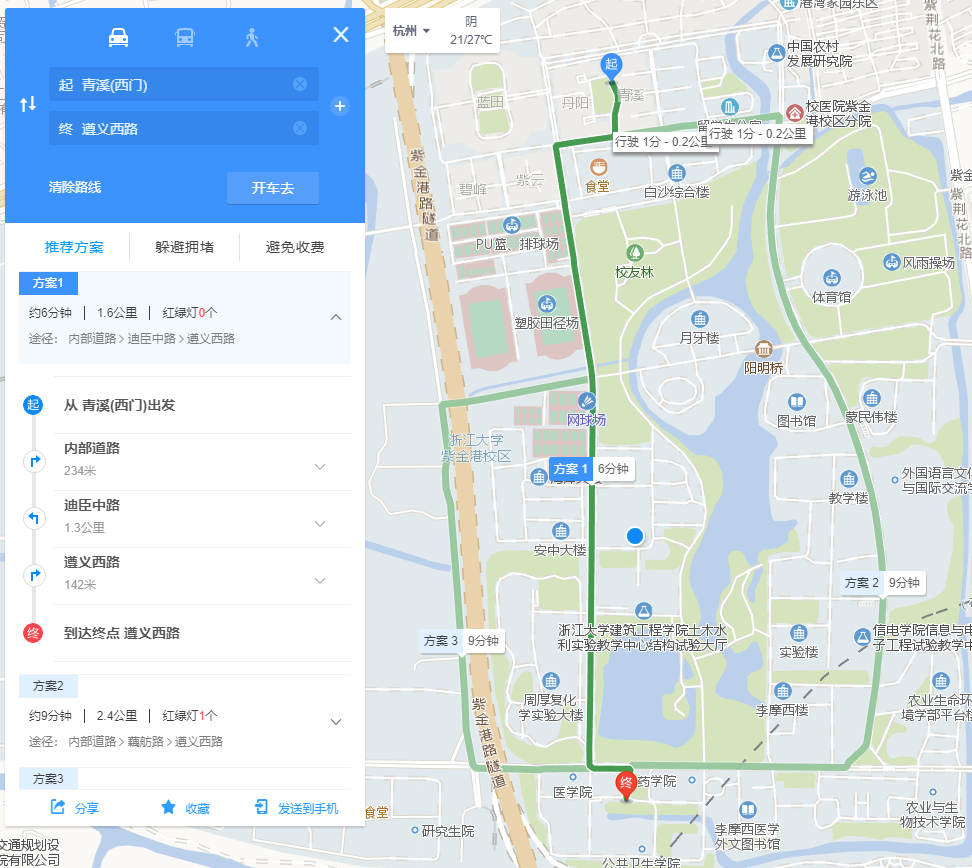 起 青溪(西门)
终 遵义西路
清除路线
开车去
推荐方案
躲避拥堵
避免收费
方案1
约6分钟 | 1.6公里 | 红绿灯0个
途径： 内部道路 > 迪臣中路 > 遵义西路
起 从 青溪(西门)出发
内部道路
234米
迪臣中路
1.3公里
遵义西路
142米
终 到达终点 遵义西路
方案2
约9分钟 | 2.4公里 | 红绿灯1个
途径： 内部道路 > 藕舫路 > 遵义西路
方案3
分享
收藏
发送到手机
杭州
阴
21/27℃
港湾家园东区
紫荆花北路
中国农村
发展研究院
起
蓝田
丹阳
青溪
校医院紫金
港校区分院
行驶 1分 - 0.2公里
行驶 1分 - 0.2公里
紫金港路隧道
碧峰
紫云
食堂
白沙综合楼
游泳池
紫金
紫荆花北路
PU篮、排球场
校友林
风雨操场
体育馆
塑胶田径场
月牙楼
阳明桥
图书馆
蒙民伟楼
网球场
浙江大学
紫金港校区
方案 1 6分钟
外国语言文化
与国际交流学
教学楼
安中大楼
方案 2 9分钟
方案 3 9分钟
浙江大学建筑工程学院土木水
利实验教学中心结构试验大厅
信电学院信息与电
子工程试验教学中
实验楼
周厚复化
学实验大楼
李摩西楼
农业生命环
境学部平台楼
紫金港路隧道
终
药学院
医学院
食堂
研究生院
李摩西医学
外文图书馆
农业与生
物技术学院
交通规划设
院有限公司
公共卫生学院